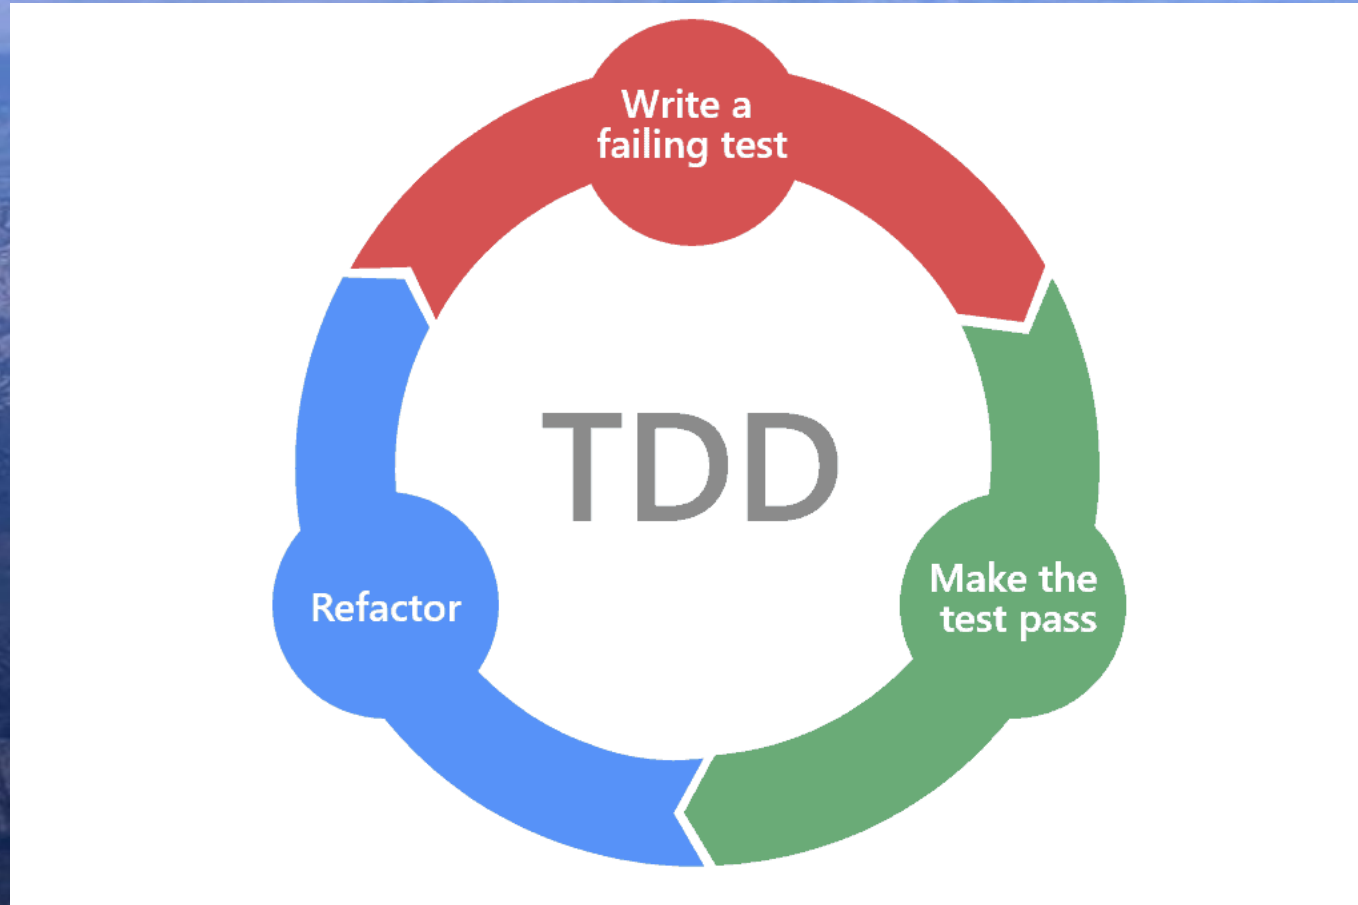 Write a
failing test
TDD
Refactor
Make the
test pass